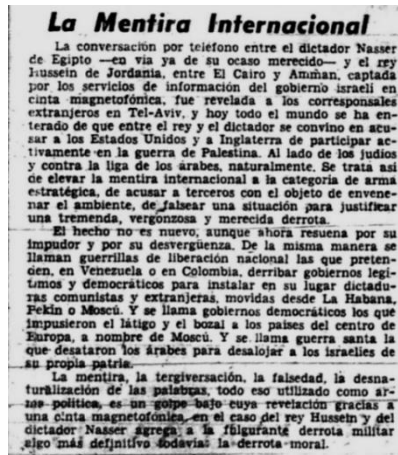 La Mentira Internacional
La conversación por teléfono entre el dictador Nasser
de Egipto —en vía ya de su ocaso merecido— y el rey
Hussein de Jordania, entre El Cairo y Amman, captada
por los servicios de información del gobierno israelí en
cinta magnetofónica, fue revelada a los corresponsales
extranjeros en Tel-Aviv, y hoy todo el mundo se ha en-
terado de que entre el rey y el dictador se convino en acu-
sar a los Estados Unidos y a Inglaterra de participar ac-
tivamente en la guerra de Palestina. Al lado de los judíos
y contra la liga de los árabes, naturalmente. Se trata así
de elevar la mentira internacional a la categoría de arma
estratégica, de acusar a terceros con el objeto de envene-
nar el ambiente, de falsear una situación para justificar
una tremenda, vergonzosa y merecida derrota.
El hecho no es nuevo, aunque ahora resuena por su
impudor y por su desvergüenza. De la misma manera se
llaman guerrillas de liberación nacional las que preten-
den, en Venezuela o en Colombia, derribar gobiernos legí-
timos y democráticos para instalar en su lugar dictadu-
ras comunistas y extranjeras, movidas desde La Habana,
Pekín o Moscú. Y se llama gobiernos democráticos los que
impusieron el látigo y el bozal a los países del centro de
Europa, a nombre de Moscú. Y se llama guerra santa la
que desataron los árabes para desalojar a los israelíes de
su propia patria.
La mentira, la tergiversación, la falsedad, la desna-
turalización de las palabras, todo eso utilizado como ar-
ma política, es un golpe bajo cuya revelación gracias a
una cinta magnetofónica, en el caso del rey Hussein y del
dictador Nasser agrega a la fulgurante derrota militar
algo más definitivo todavía: la derrota moral.